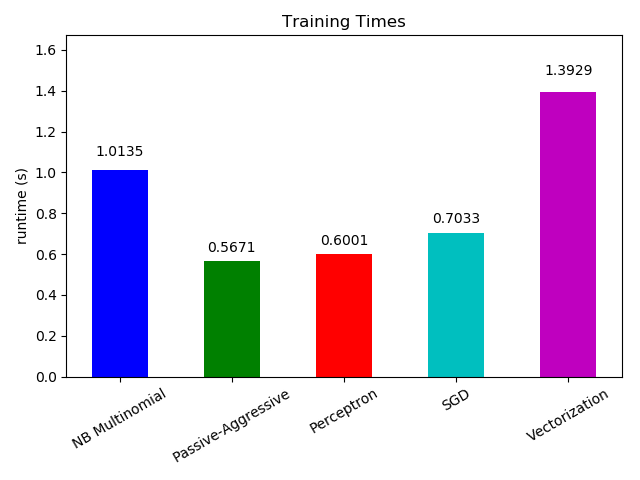 Training Times
runtime (s)
1.6
1.4
1.2
1.0
0.8
0.6
0.4
0.2
0.0
1.0135
0.5671
0.6001
0.7033
1.3929
NB Multinomial
Passive-Aggressive
Perceptron
SGD
Vectorization